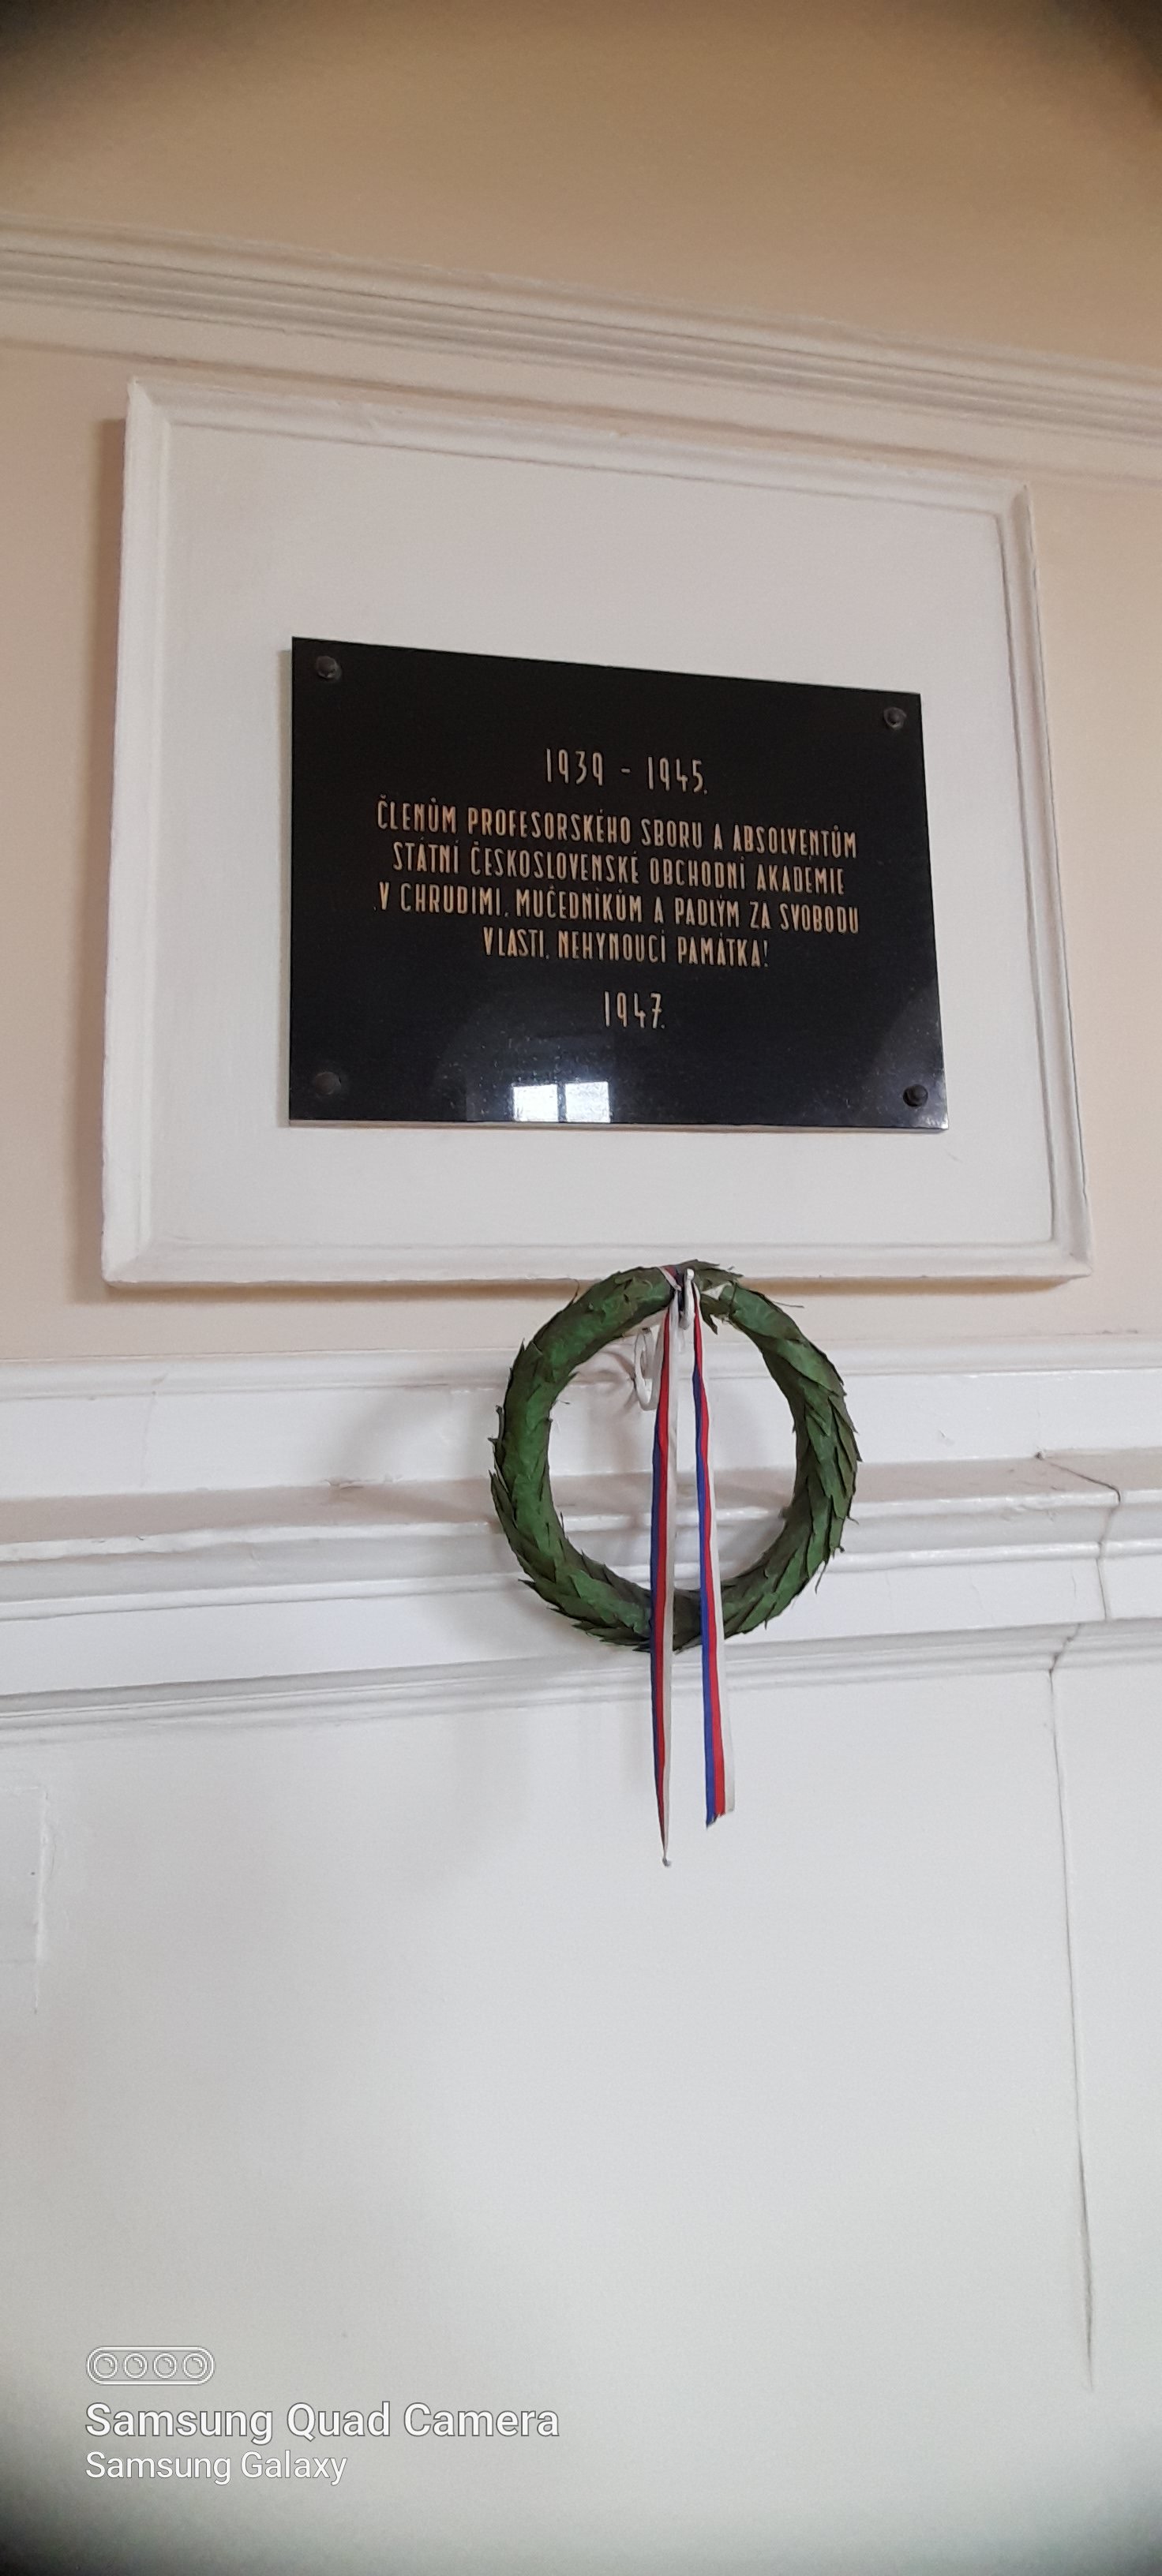 1939 - 1945.
ČLENŮM PROFESORSKÉHO SBORU A ABSOLVENTŮM
STÁTNÍ ČESKOSLOVENSKÉ OBCHODNÍ AKADEMIE
V CHRUDIMI, MUČEDNÍKŮM A PADLÝM ZA SVOBODU
VLASTI, NEHYNOUCÍ PAMÁTKA!
1947.
Samsung Quad Camera
Samsung Galaxy